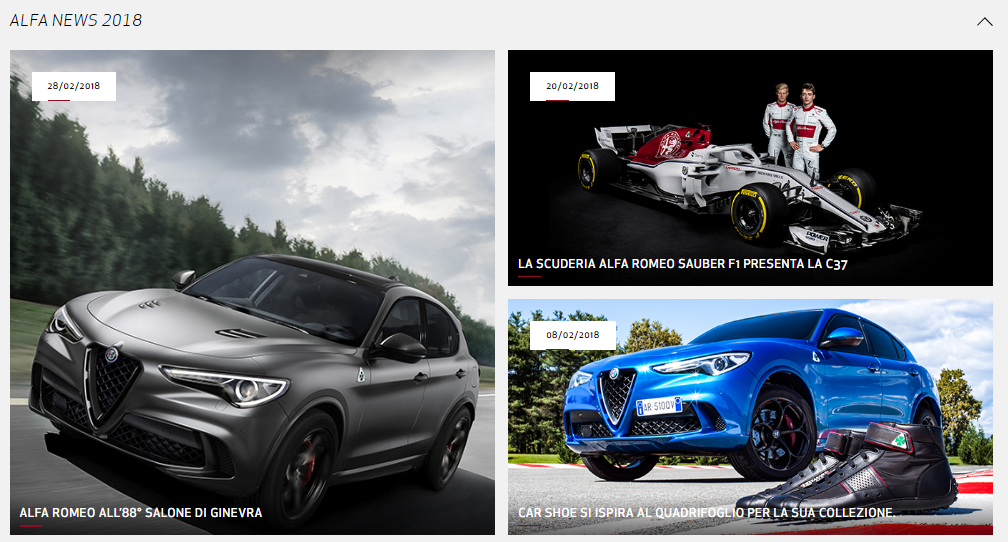 ALFA NEWS 2018
28/02/2018
ALFA ROMEO ALL'88° SALONE DI GINEVRA
20/02/2018
LA SCUDERIA ALFA ROMEO SAUBER F1 PRESENTA LA C37
08/02/2018
AR·S100V
CAR SHOE SI ISPIRA AL QUADRIFOGLIO PER LA SUA COLLEZIONE.